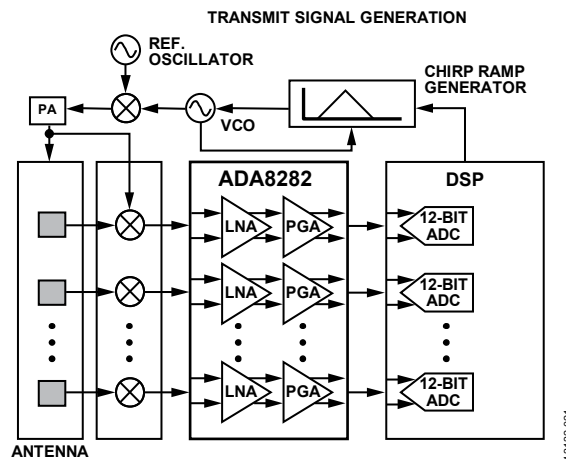 TRANSMIT SIGNAL GENERATION
REF.
OSCILLATOR
CHIRP RAMP
GENERATOR
PA
VCO
ADA8282
DSP
LNA
PGA
12-BIT
ADC
LNA
PGA
12-BIT
ADC
LNA
PGA
12-BIT
ADC
ANTENNA